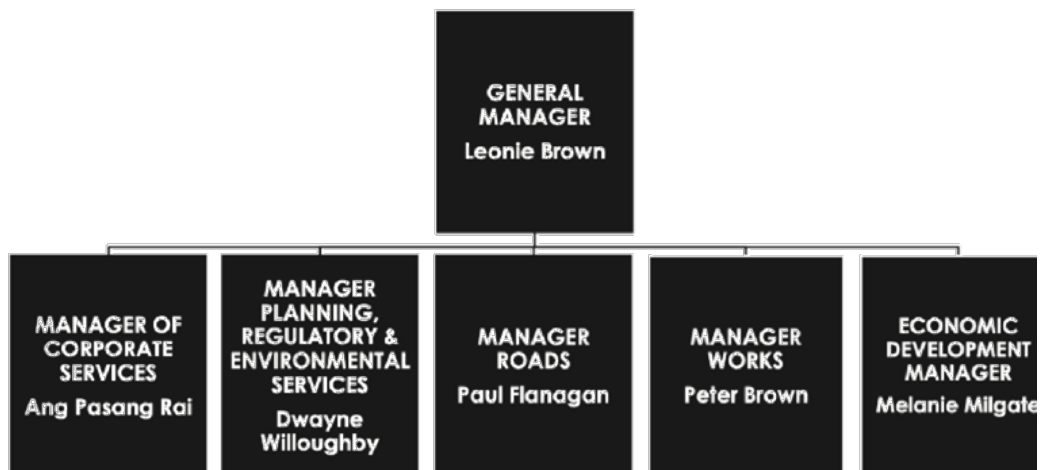 GENERAL
MANAGER
Leonie Brown
MANAGER OF
CORPORATE
SERVICES
Ang Pasang Rai
MANAGER
PLANNING,
REGULATORY &
ENVIRONMENTAL
SERVICES
Dwayne
Willoughby
MANAGER
ROADS
Paul Flanagan
MANAGER
WORKS
Peter Brown
ECONOMIC
DEVELOPMENT
MANAGER
Melanie Milgate